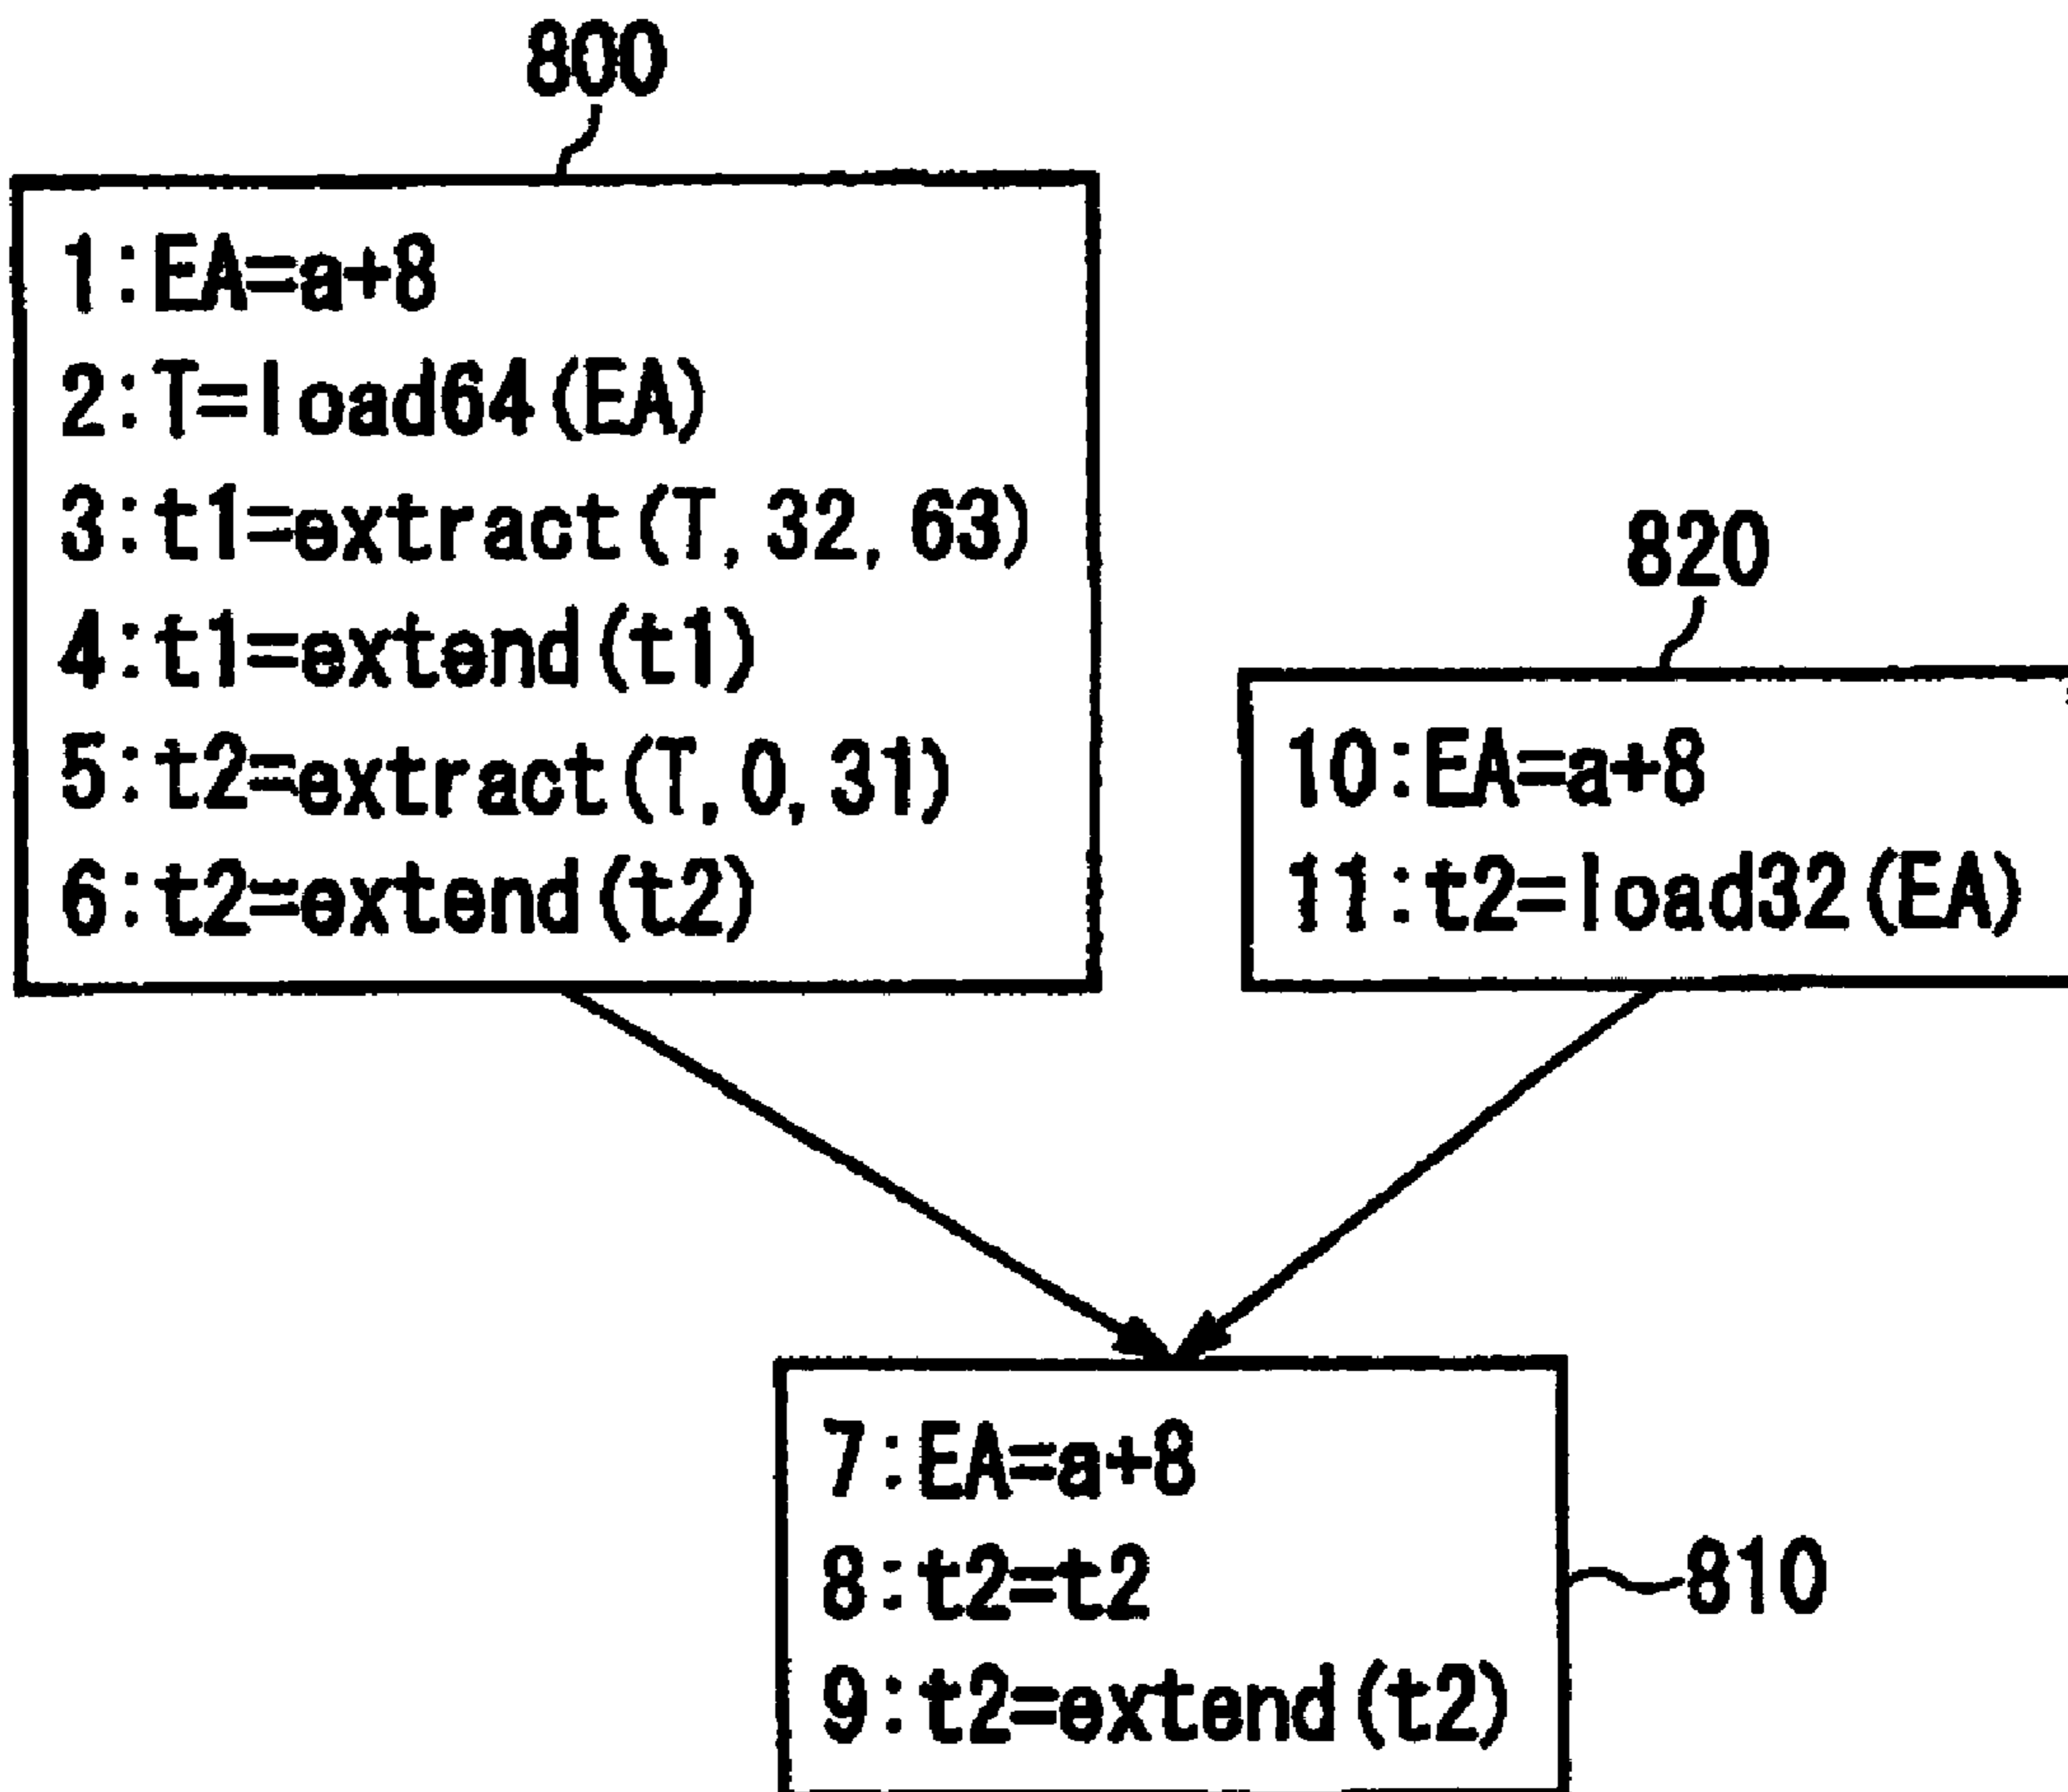 800
1:EA=a+8
2:T=load64(EA)
3:t1=extract(T,32,63)
4:t1=extend(t1)
5:t2=extract(T,0,31)
6:t2=extend(t2)
820
10:EA=a+8
11:t2=load32(EA)
7:EA=a+8
8:t2=t2
9:t2=extend(t2)
810